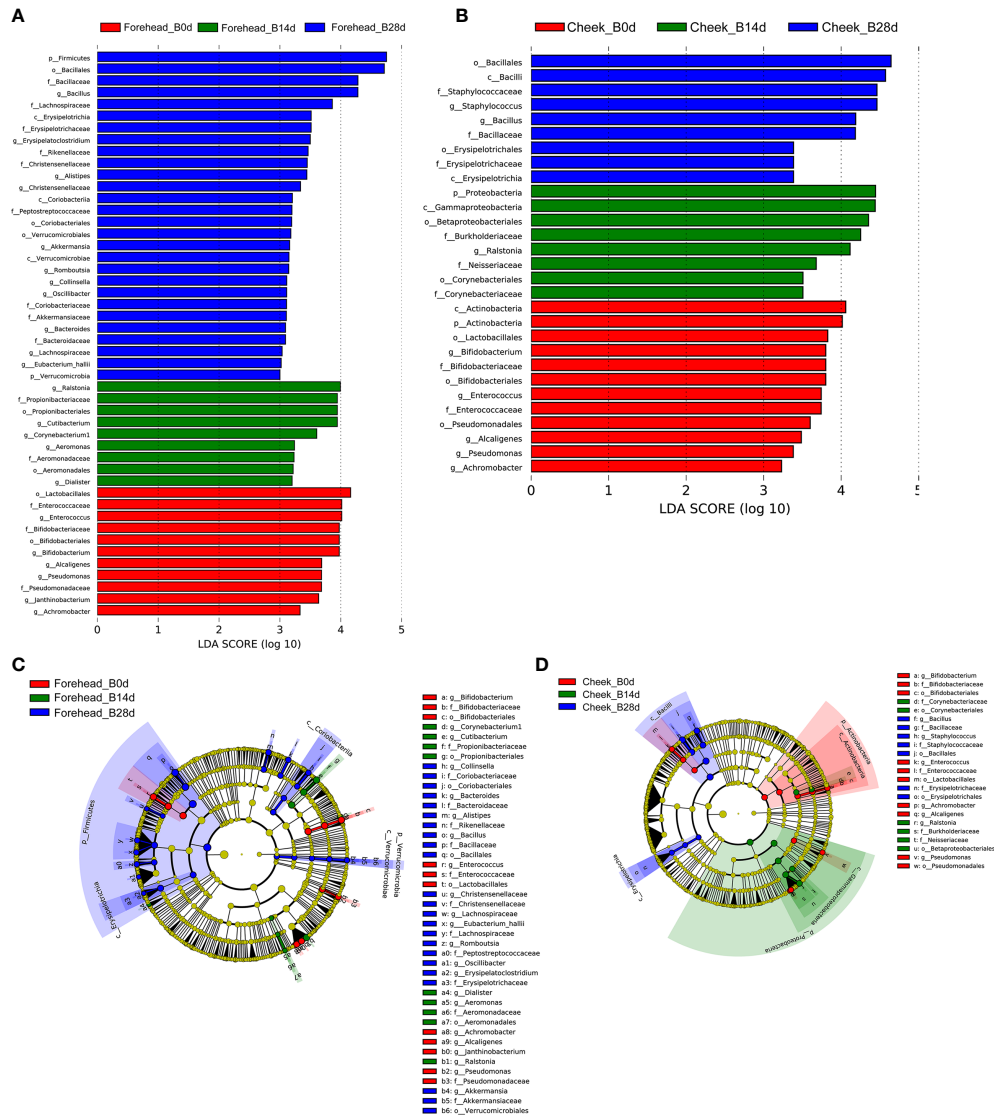 A
Forehead_B0d Forehead_B14d Forehead_B28d
p__Firmicutes
o__Bacillales
f__Bacillaceae
g__Bacillus
f__Lachnospiraceae
c__Erysipelotrichia
f__Erysipelotrichaceae
g__Erysipelatoclostridium
f__Rikenellaceae
f__Christensenellaceae
g__Alistipes
g__Christensenellaceae
c__Coriobacteriia
f__Peptostreptococcaceae
o__Coriobacteriales
o__Verrucomicrobiales
g__Akkermansia
c__Verrucomicrobiae
g__Romboutsia
g__Collinsella
g__Oscillibacter
f__Coriobacteriaceae
f__Akkermansiaceae
g__Bacteroides
f__Bacteroidaceae
g__Lachnospiraceae
g__Eubacterium_hallii
p__Verrucomicrobia
g__Ralstonia
f__Propionibacteriaceae
o__Propionibacteriales
g__Cutibacterium
g__Corynebacterium1
g__Aeromonas
f__Aeromonadaceae
o__Aeromonadales
g__Dialister
o__Lactobacillales
f__Enterococcaceae
g__Enterococcus
f__Bifidobacteriaceae
o__Bifidobacteriales
g__Bifidobacterium
g__Alcaligenes
g__Pseudomonas
f__Pseudomonadaceae
g__Janthinobacterium
g__Achromobacter
0 1 2 3 4 5
LDA SCORE (log 10)
B
Cheek_B0d Cheek_B14d Cheek_B28d
o__Bacillales
c__Bacilli
f__Staphylococcaceae
g__Staphylococcus
g__Bacillus
f__Bacillaceae
o__Erysipelotrichales
f__Erysipelotrichaceae
c__Erysipelotrichia
p__Proteobacteria
c__Gammaproteobacteria
o__Betaproteobacteriales
f__Burkholderiaceae
g__Ralstonia
f__Neisseriaceae
o__Corynebacteriales
f__Corynebacteriaceae
c__Actinobacteria
p__Actinobacteria
o__Lactobacillales
g__Bifidobacterium
f__Bifidobacteriaceae
o__Bifidobacteriales
g__Enterococcus
f__Enterococcaceae
o__Pseudomonadales
g__Alcaligenes
g__Pseudomonas
g__Achromobacter
0 1 2 3 4
LDA SCORE (log 10)
C
Forehead_B0d
Forehead_B14d
Forehead_B28d
c__Coriobacteriia
p__Firmicutes
c__Erysipelotrichia
p__Verrucomicrobia
c__Verrucomicrobiae
a: g__Bifidobacterium
b: f__Bifidobacteriaceae
c: o__Bifidobacteriales
d: g__Corynebacterium1
e: g__Cutibacterium
f: f__Propionibacteriaceae
g: o__Propionibacteriales
h: g__Collinsella
i: f__Coriobacteriaceae
j: o__Coriobacteriales
k: g__Bacteroides
l: f__Bacteroidaceae
m: g__Alistipes
n: f__Rikenellaceae
o: g__Bacillus
p: f__Bacillaceae
q: o__Bacillales
r: g__Enterococcus
s: f__Enterococcaceae
t: o__Lactobacillales
u: g__Christensenellaceae
v: f__Christensenellaceae
w: g__Lachnospiraceae
x: g__Eubacterium_hallii
y: f__Lachnospiraceae
z: g__Romboutsia
a0: f__Peptostreptococcaceae
a1: g__Oscillibacter
a2: g__Erysipelatoclostridium
a3: f__Erysipelotrichaceae
a4: g__Dialister
a5: g__Aeromonas
a6: f__Aeromonadaceae
a7: o__Aeromonadales
a8: g__Achromobacter
a9: g__Alcaligenes
b0: g__Janthinobacterium
b1: g__Ralstonia
b2: g__Pseudomonas
b3: f__Pseudomonadaceae
b4: g__Akkermansia
b5: f__Akkermansiaceae
b6: o__Verrucomicrobiales
D
Cheek_B0d
Cheek_B14d
Cheek_B28d
c__Bacilli
p__Actinobacteria
c__Actinobacteria
c__Erysipelotrichia
c__Gammaproteobacteria
p__Proteobacteria
a: g__Bifidobacterium
b: f__Bifidobacteriaceae
c: o__Bifidobacteriales
d: f__Corynebacteriaceae
e: o__Corynebacteriales
f: g__Bacillus
g: f__Bacillaceae
h: g__Staphylococcus
i: f__Staphylococcaceae
j: o__Bacillales
k: g__Enterococcus
l: f__Enterococcaceae
m: o__Lactobacillales
n: f__Erysipelotrichaceae
o: o__Erysipelotrichales
p: g__Achromobacter
q: g__Alcaligenes
r: g__Ralstonia
s: f__Burkholderiaceae
t: f__Neisseriaceae
u: o__Betaproteobacteriales
v: g__Pseudomonas
w: o__Pseudomonadales